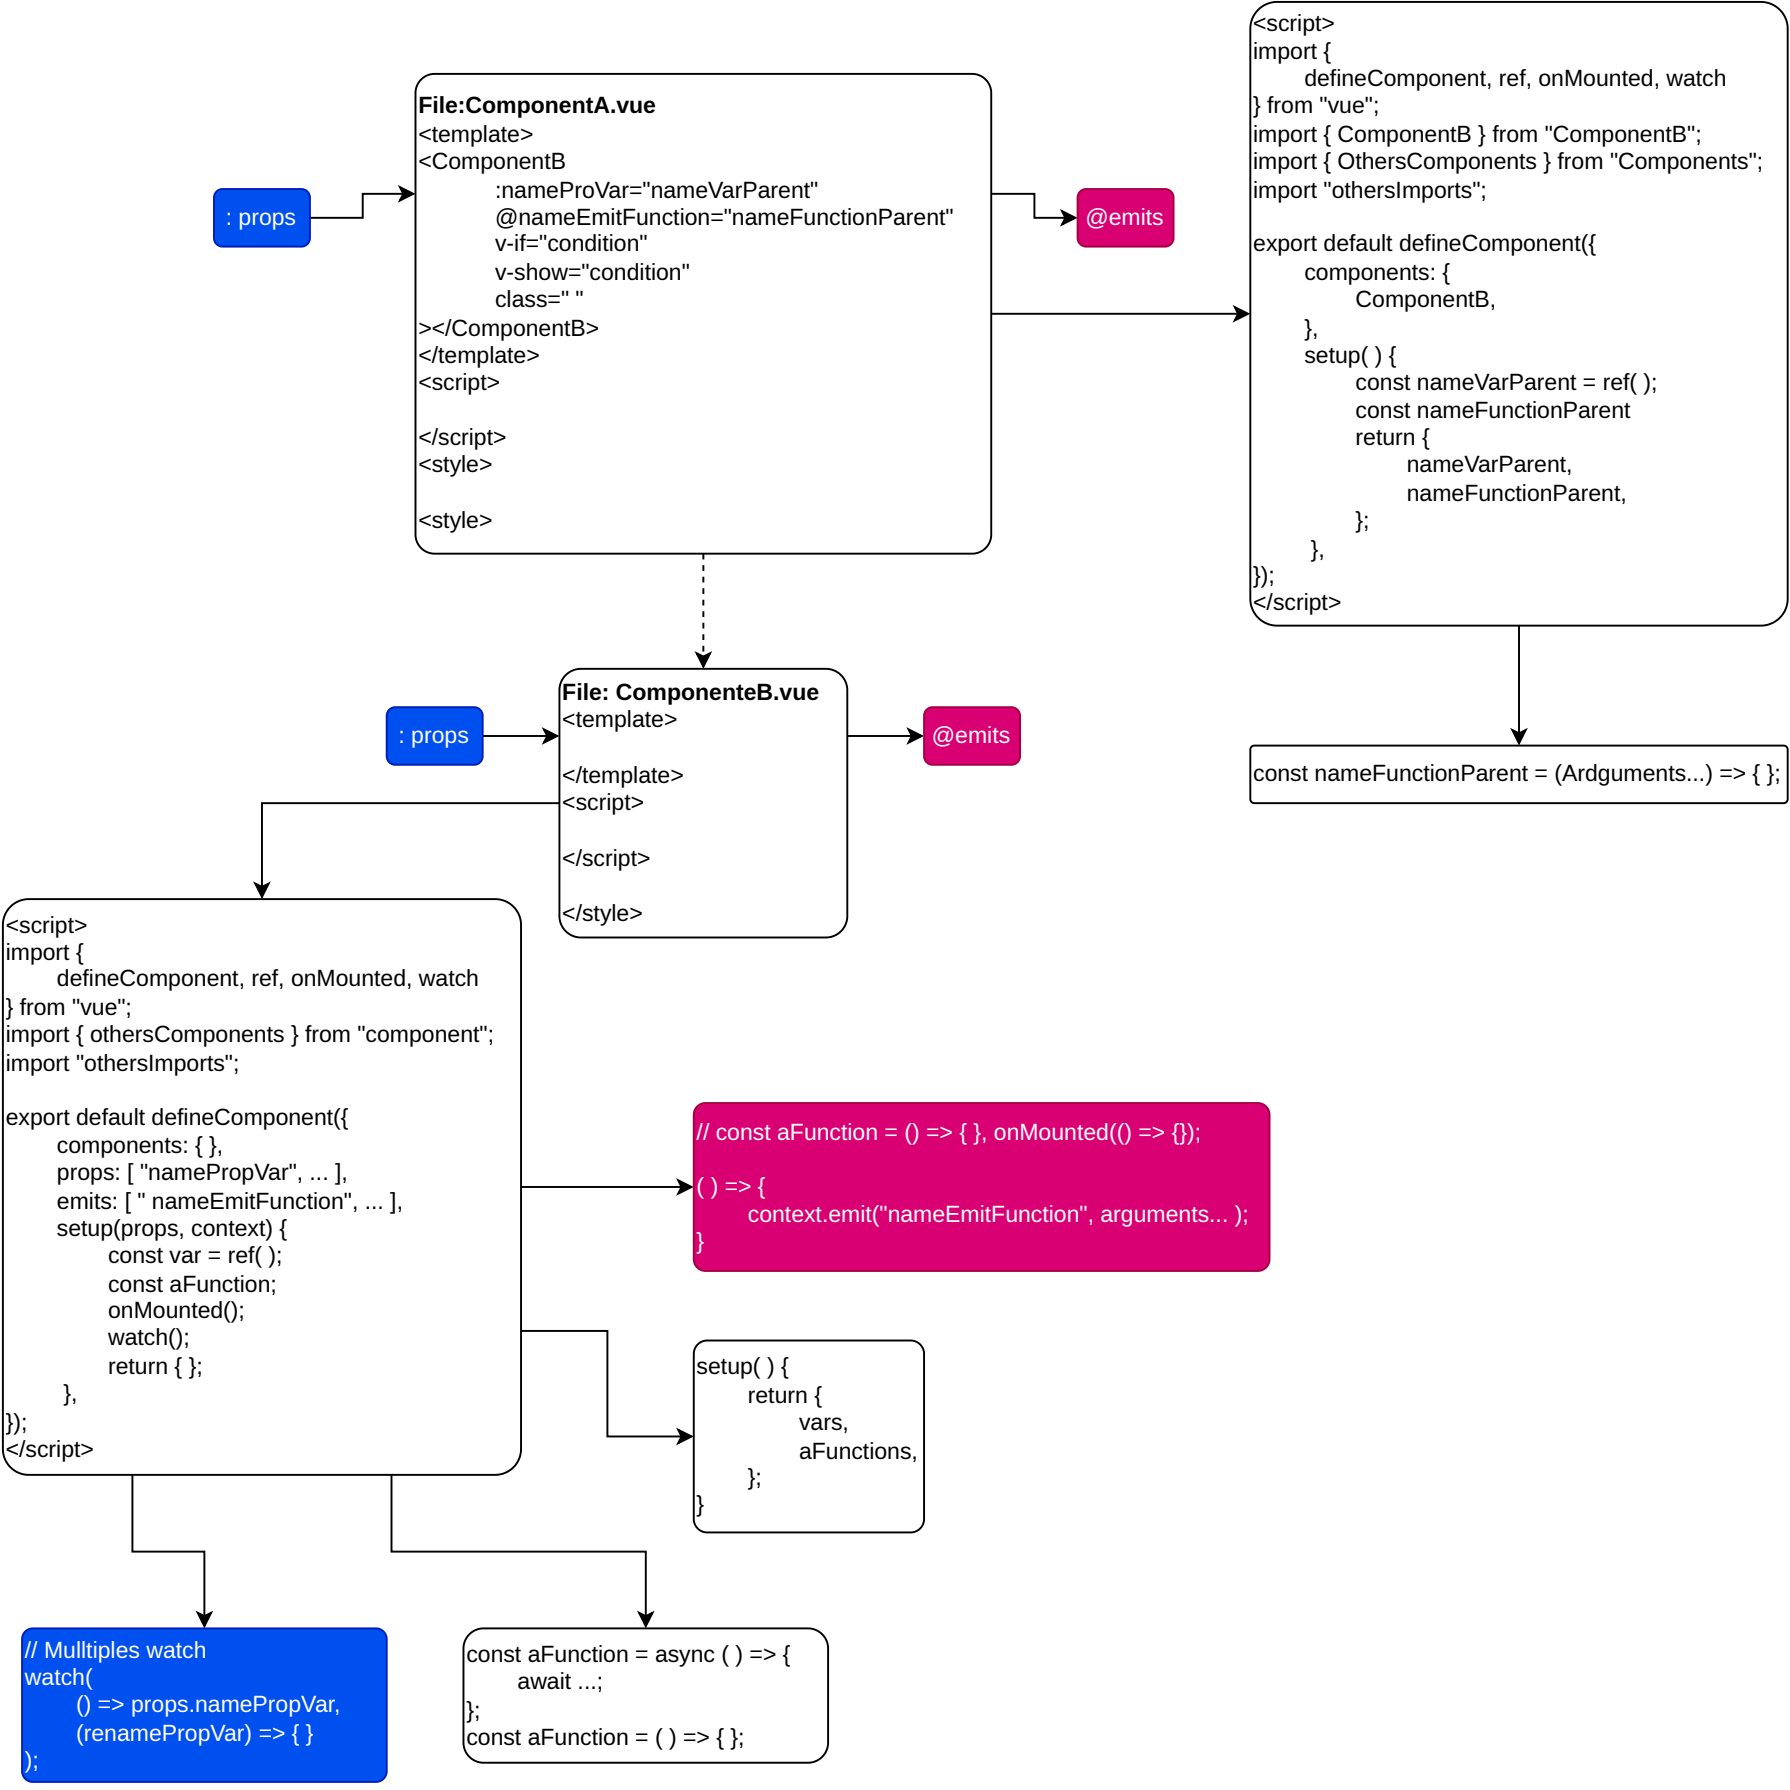 File:ComponentA.vue
<template>
<ComponentB
:nameProVar="nameVarParent"
@nameEmitFunction="nameFunctionParent"
v-if="condition"
v-show="condition"
class=" "
></ComponentB>
</template>
<script>
</script>
<style>
<style>
: props
@emits
<script>
import {
defineComponent, ref, onMounted, watch
} from "vue";
import { ComponentB } from "ComponentB";
import { OthersComponents } from "Components";
import "othersImports";
export default defineComponent({
components: {
ComponentB,
},
setup( ) {
const nameVarParent = ref( );
const nameFunctionParent
return {
nameVarParent,
nameFunctionParent,
};
},
});
</script>
const nameFunctionParent = (Ardguments...) => { };
: props
File: ComponenteB.vue
<template>
</template>
<script>
</script>
</style>
@emits
<script>
import {
defineComponent, ref, onMounted, watch
} from "vue";
import { othersComponents } from "component";
import "othersImports";
export default defineComponent({
components: { },
props: [ "namePropVar", ... ],
emits: [ " nameEmitFunction", ... ],
setup(props, context) {
const var = ref( );
const aFunction;
onMounted();
watch();
return { };
},
});
</script>
// const aFunction = () => { }, onMounted(() => {});
( ) => {
context.emit("nameEmitFunction", arguments... );
}
setup( ) {
return {
vars,
aFunctions,
};
}
// Mulltiples watch
watch(
() => props.namePropVar,
(renamePropVar) => { }
);
const aFunction = async ( ) => {
await ...;
};
const aFunction = ( ) => { };